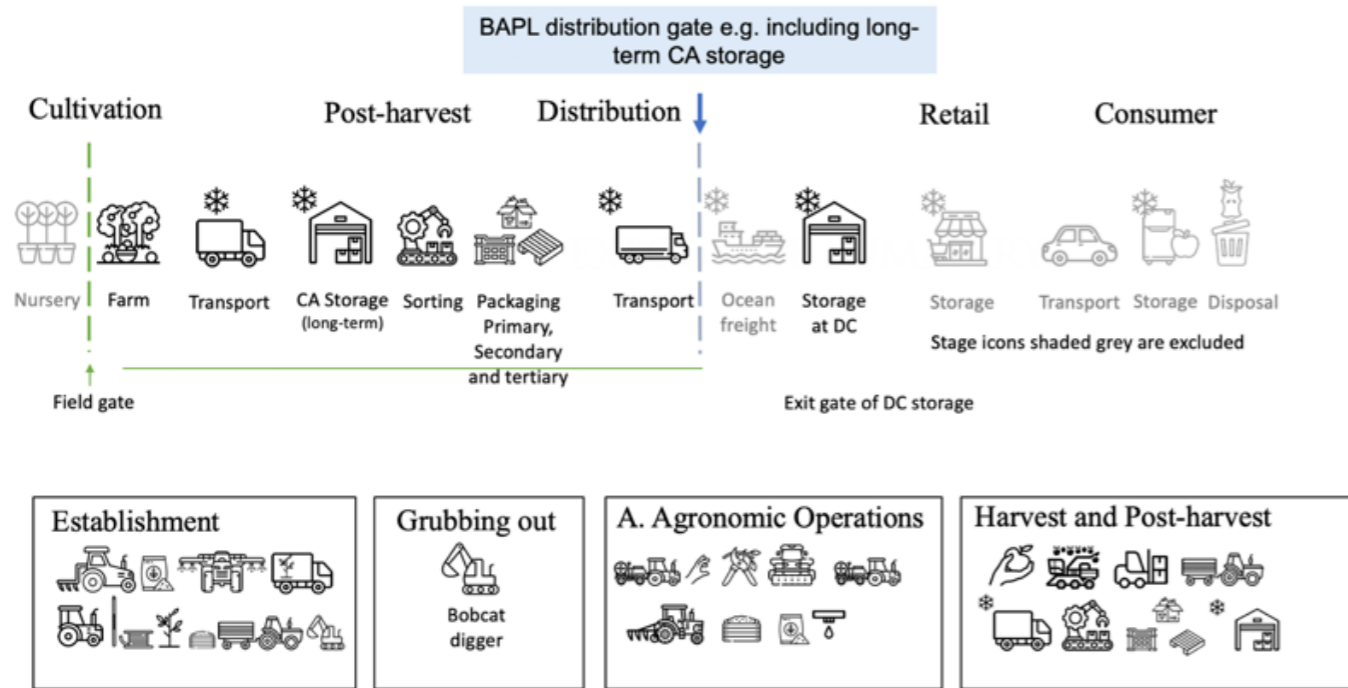 BAPL distribution gate e.g. including long-
term CA storage
Cultivation
Post-harvest
Distribution
Retail
Consumer
Nursery
Farm
Transport
CA Storage
(long-term)
Sorting
Packaging
Primary,
Secondary
and tertiary
Transport
Ocean
freight
Storage
at DC
Storage
Transport
Storage
Disposal
Stage icons shaded grey are excluded
Field gate
Exit gate of DC storage
Establishment
Grubbing out
Bobcat
digger
A. Agronomic Operations
Harvest and Post-harvest